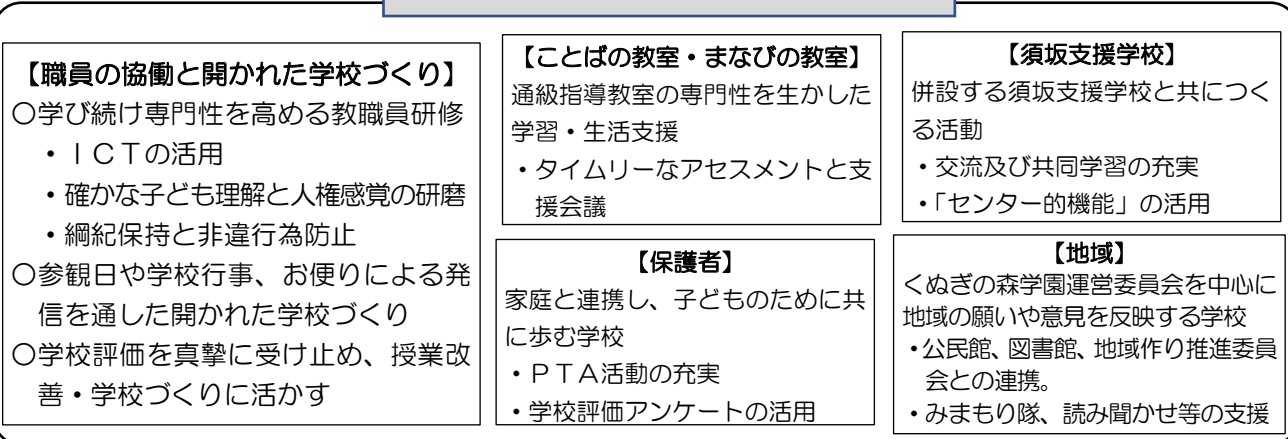 【職員の協働と開かれた学校づくり】
〇学び続け専門性を高める教職員研修
・ＩＣＴの活用
・確かな子ども理解と人権感覚の研磨
・綱紀保持と非違行為防止
〇参観日や学校行事、お便りによる発
信を通した開かれた学校づくり
〇学校評価を真摯に受け止め、授業改
善・学校づくりに活かす
【ことばの教室・まなびの教室】
通級指導教室の専門性を生かした
学習・生活支援
・タイムリーなアセスメントと支
援会議
【須坂支援学校】
併設する須坂支援学校と共につく
る活動
・交流及び共同学習の充実
・「センター的機能」の活用
【保護者】
家庭と連携し、子どものために共
に歩む学校
・ＰＴＡ活動の充実
・学校評価アンケートの活用
【地域】
くぬぎの森学園運営委員会を中心に
地域の願いや意見を反映する学校
・公民館、図書館、地域作り推進委員
会との連携。
・みまもり隊、読み聞かせ等の支援